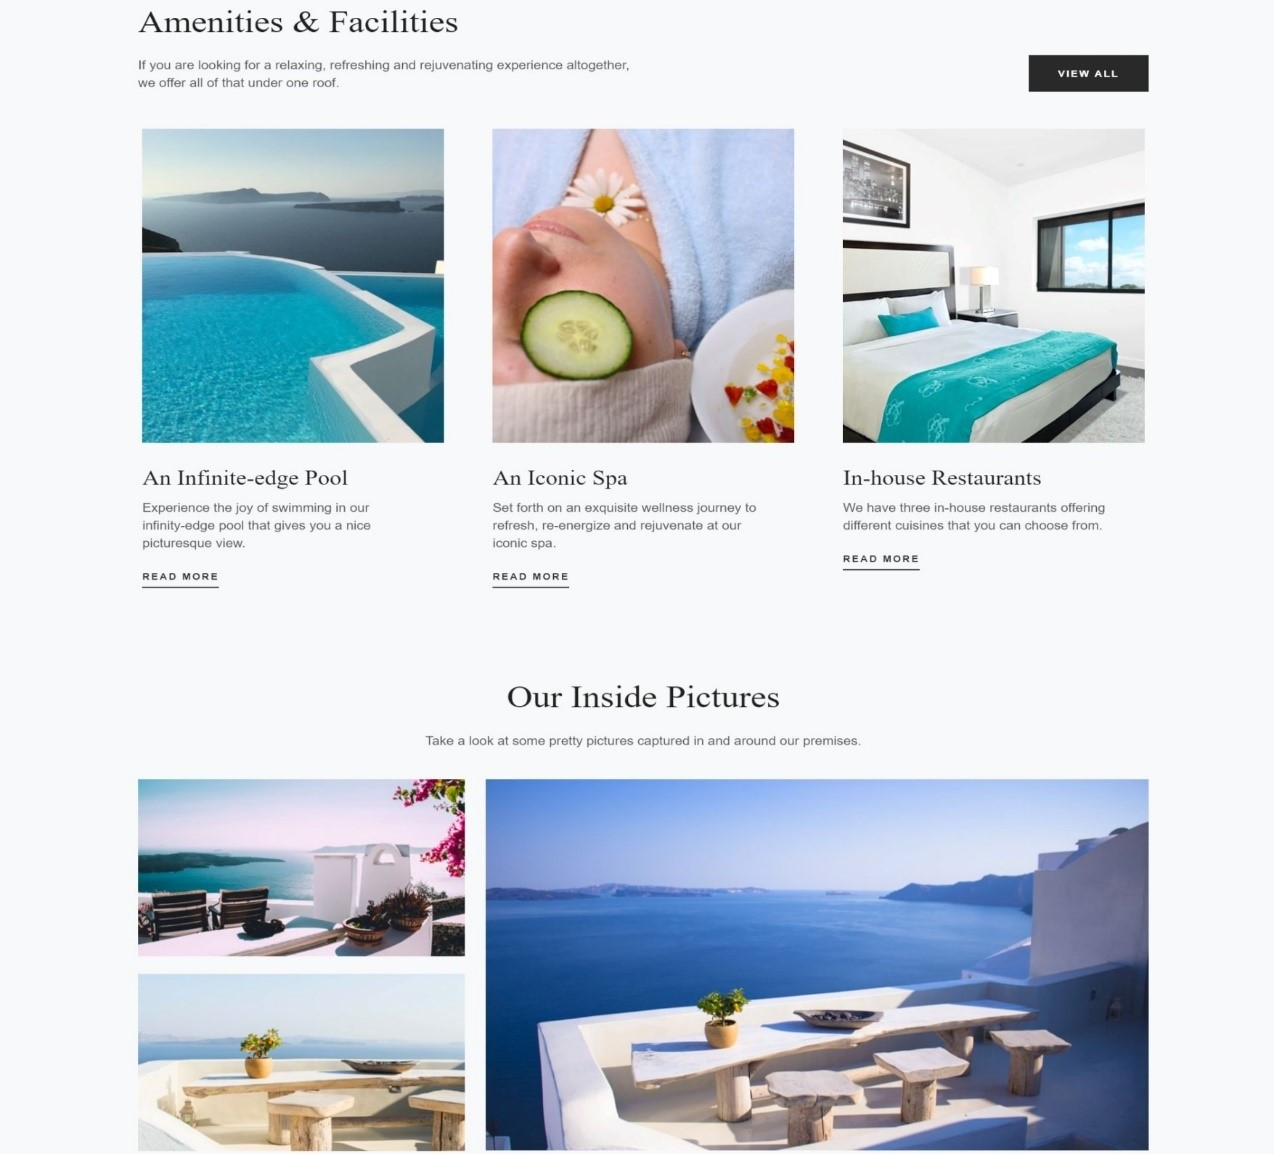 Amenities & Facilities
If you are looking for a relaxing, refreshing and rejuvenating experience altogether,
we offer all of that under one roof.
VIEW ALL
An Infinite-edge Pool
Experience the joy of swimming in our
infinity-edge pool that gives you a nice
picturesque view.
READ MORE
An Iconic Spa
Set forth on an exquisite wellness journey to
refresh, re-energize and rejuvenate at our
iconic spa.
READ MORE
In-house Restaurants
We have three in-house restaurants offering
different cuisines that you can choose from.
READ MORE
Our Inside Pictures
Take a look at some pretty pictures captured in and around our premises.